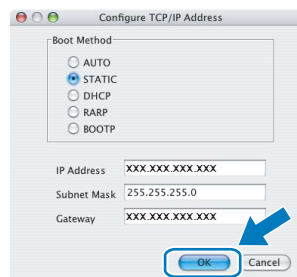 Configure TCP/IP Address
Boot Method
AUTO
STATIC
DHCP
RARP
BOOTP
IP Address XXX.XXX.XXX.XXX
Subnet Mask 255.255.255.0
Gateway XXX.XXX.XXX.XXX
OK Cancel